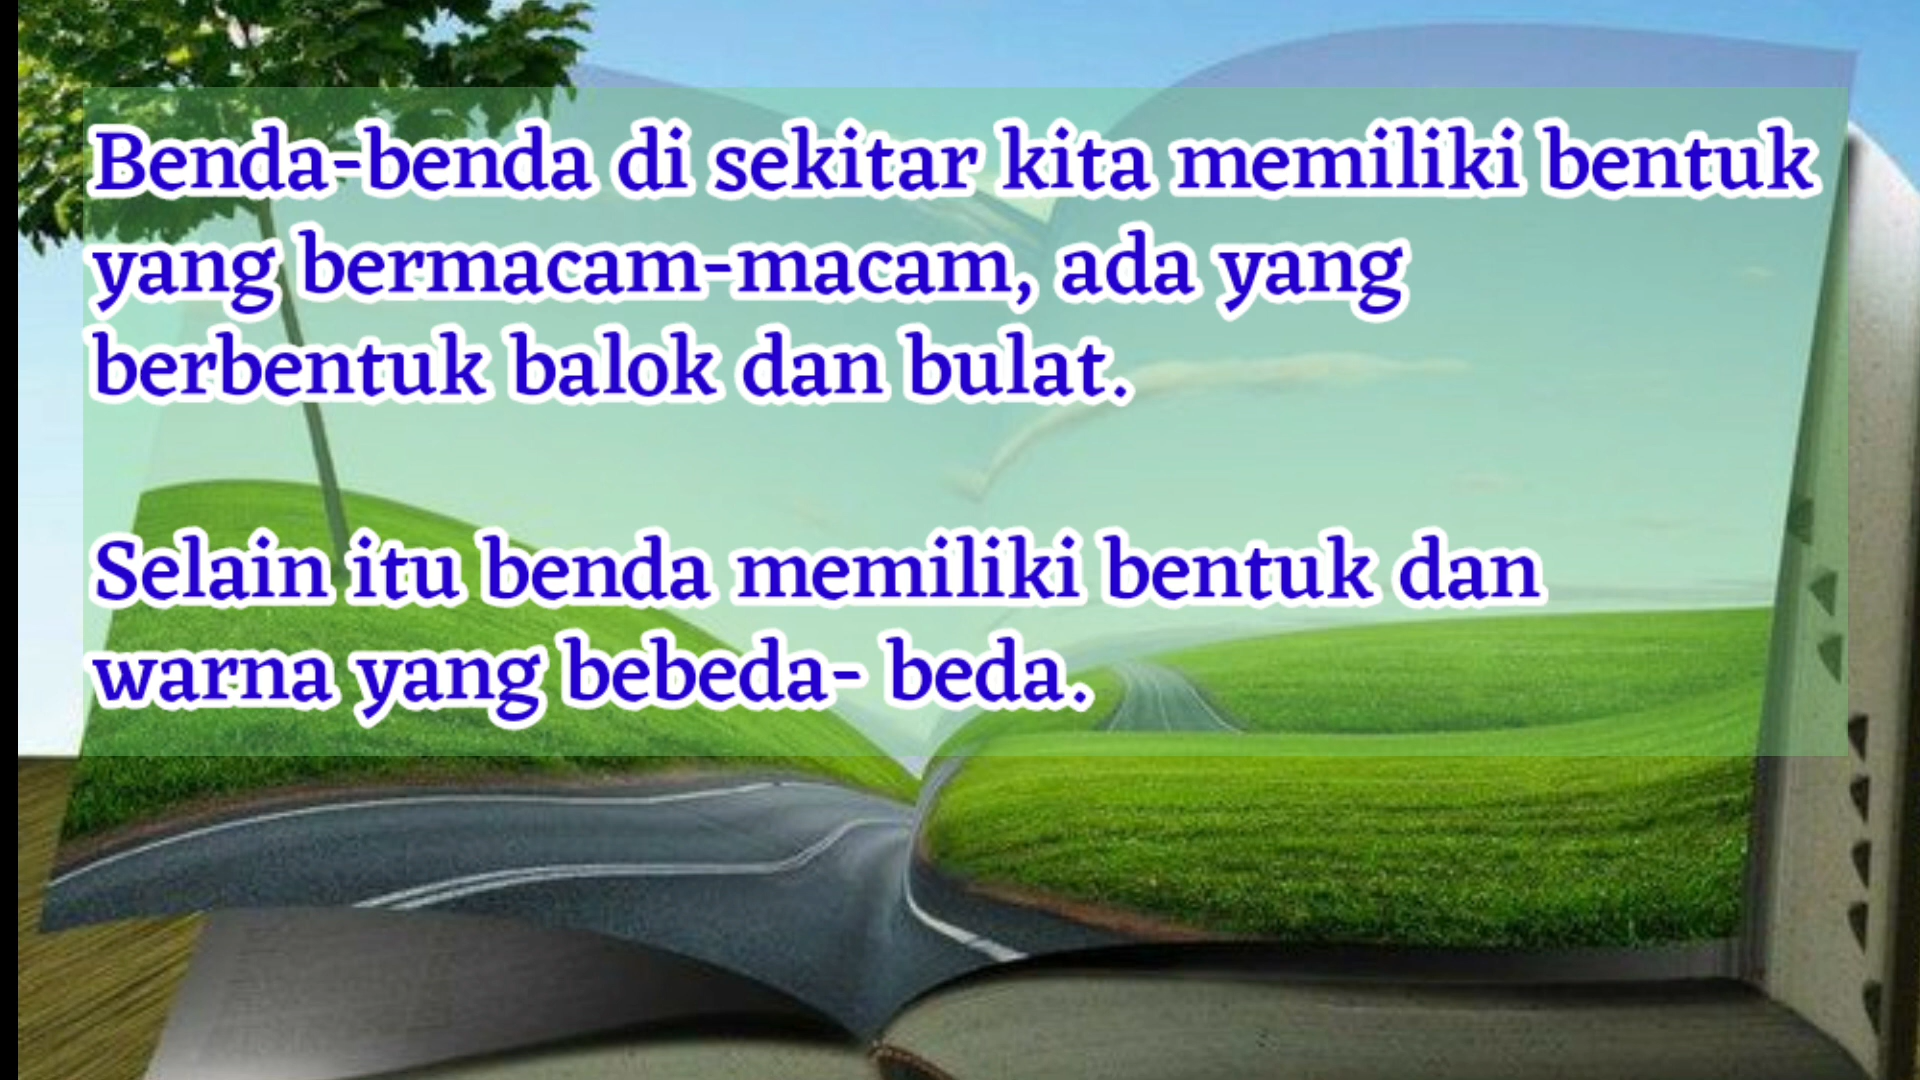 Benda-benda di sekitar kita memiliki bentuk
yang bermacam-macam, ada yang
berbentuk balok dan bulat.
Selain itu benda memiliki bentuk dan
warna yang bebeda- beda.